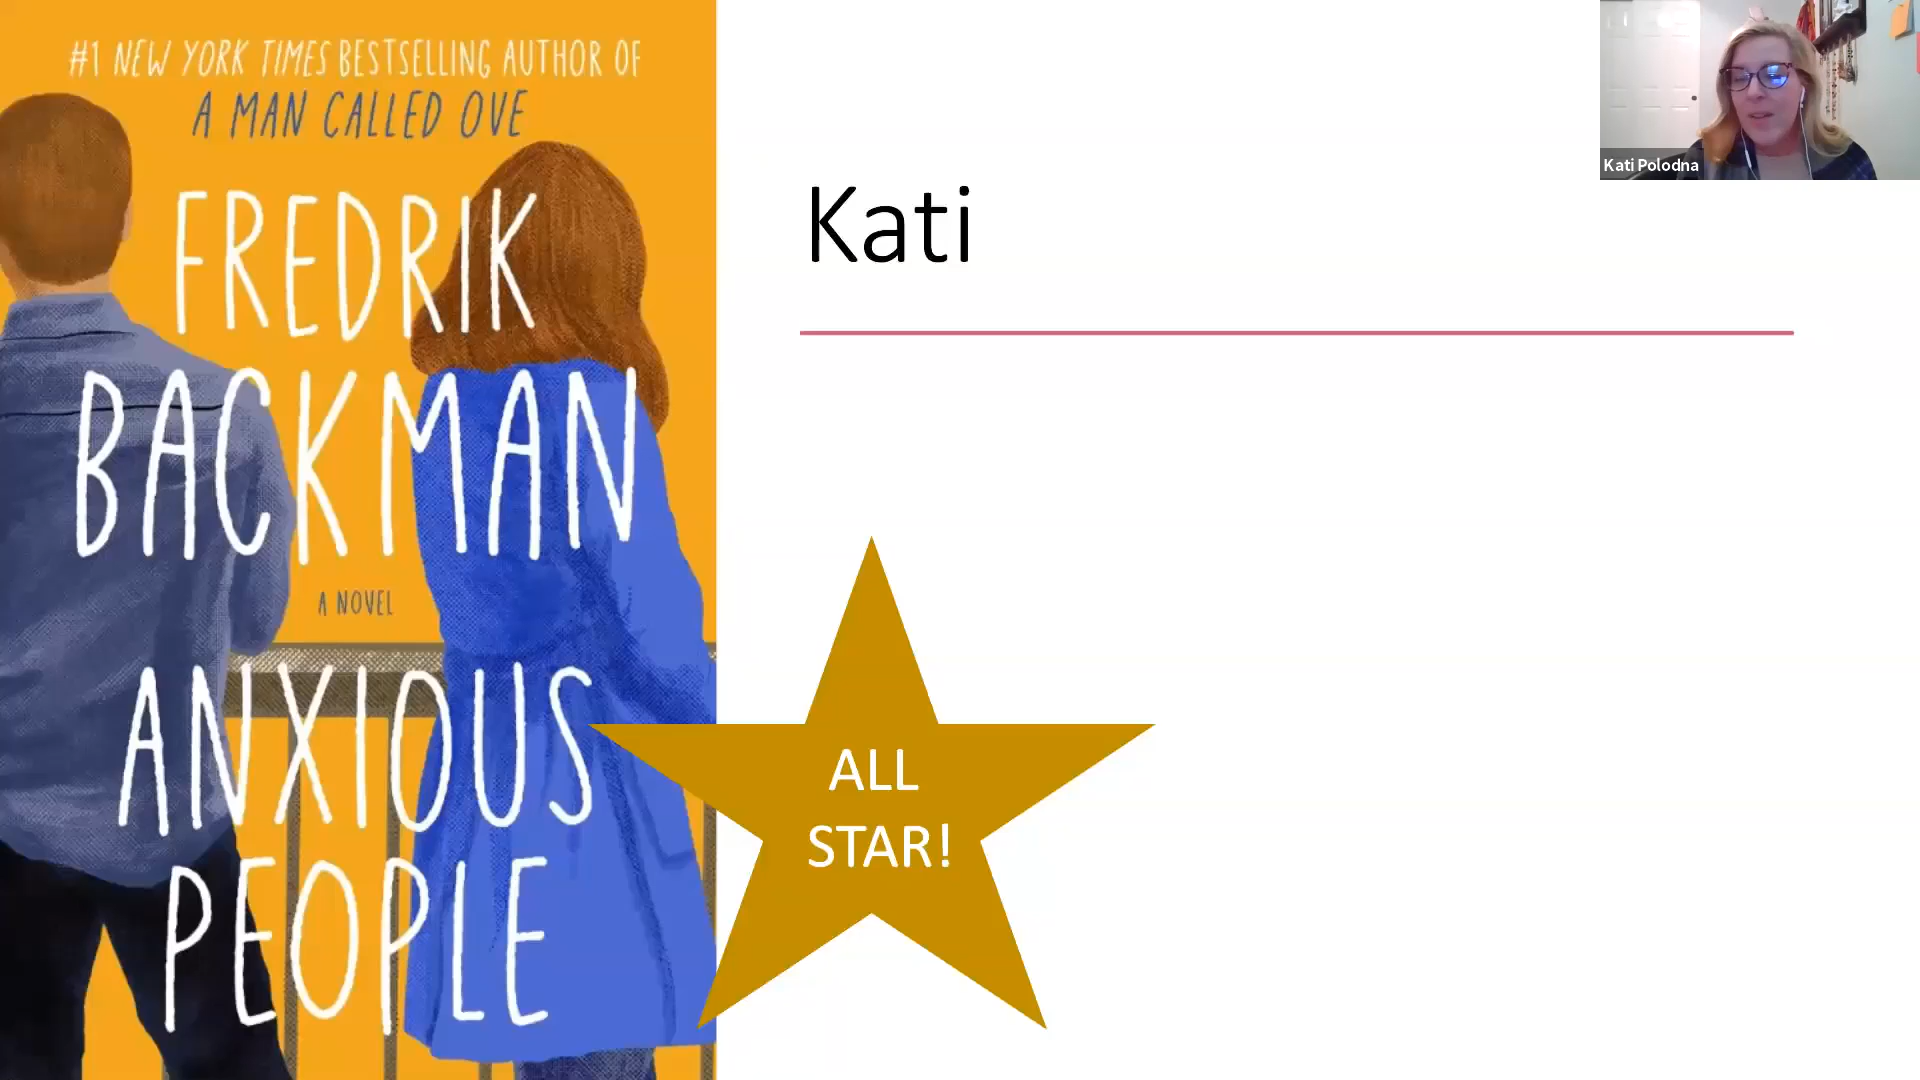 #1 NEW YORK TIMES BESTSELLING AUTHOR OF
A MAN CALLED OVE
FREDRIK
BACKMAN
A NOVEL
ANXIOUS
PEOPLE
Kati
ALL
STAR!
Kati Polodna